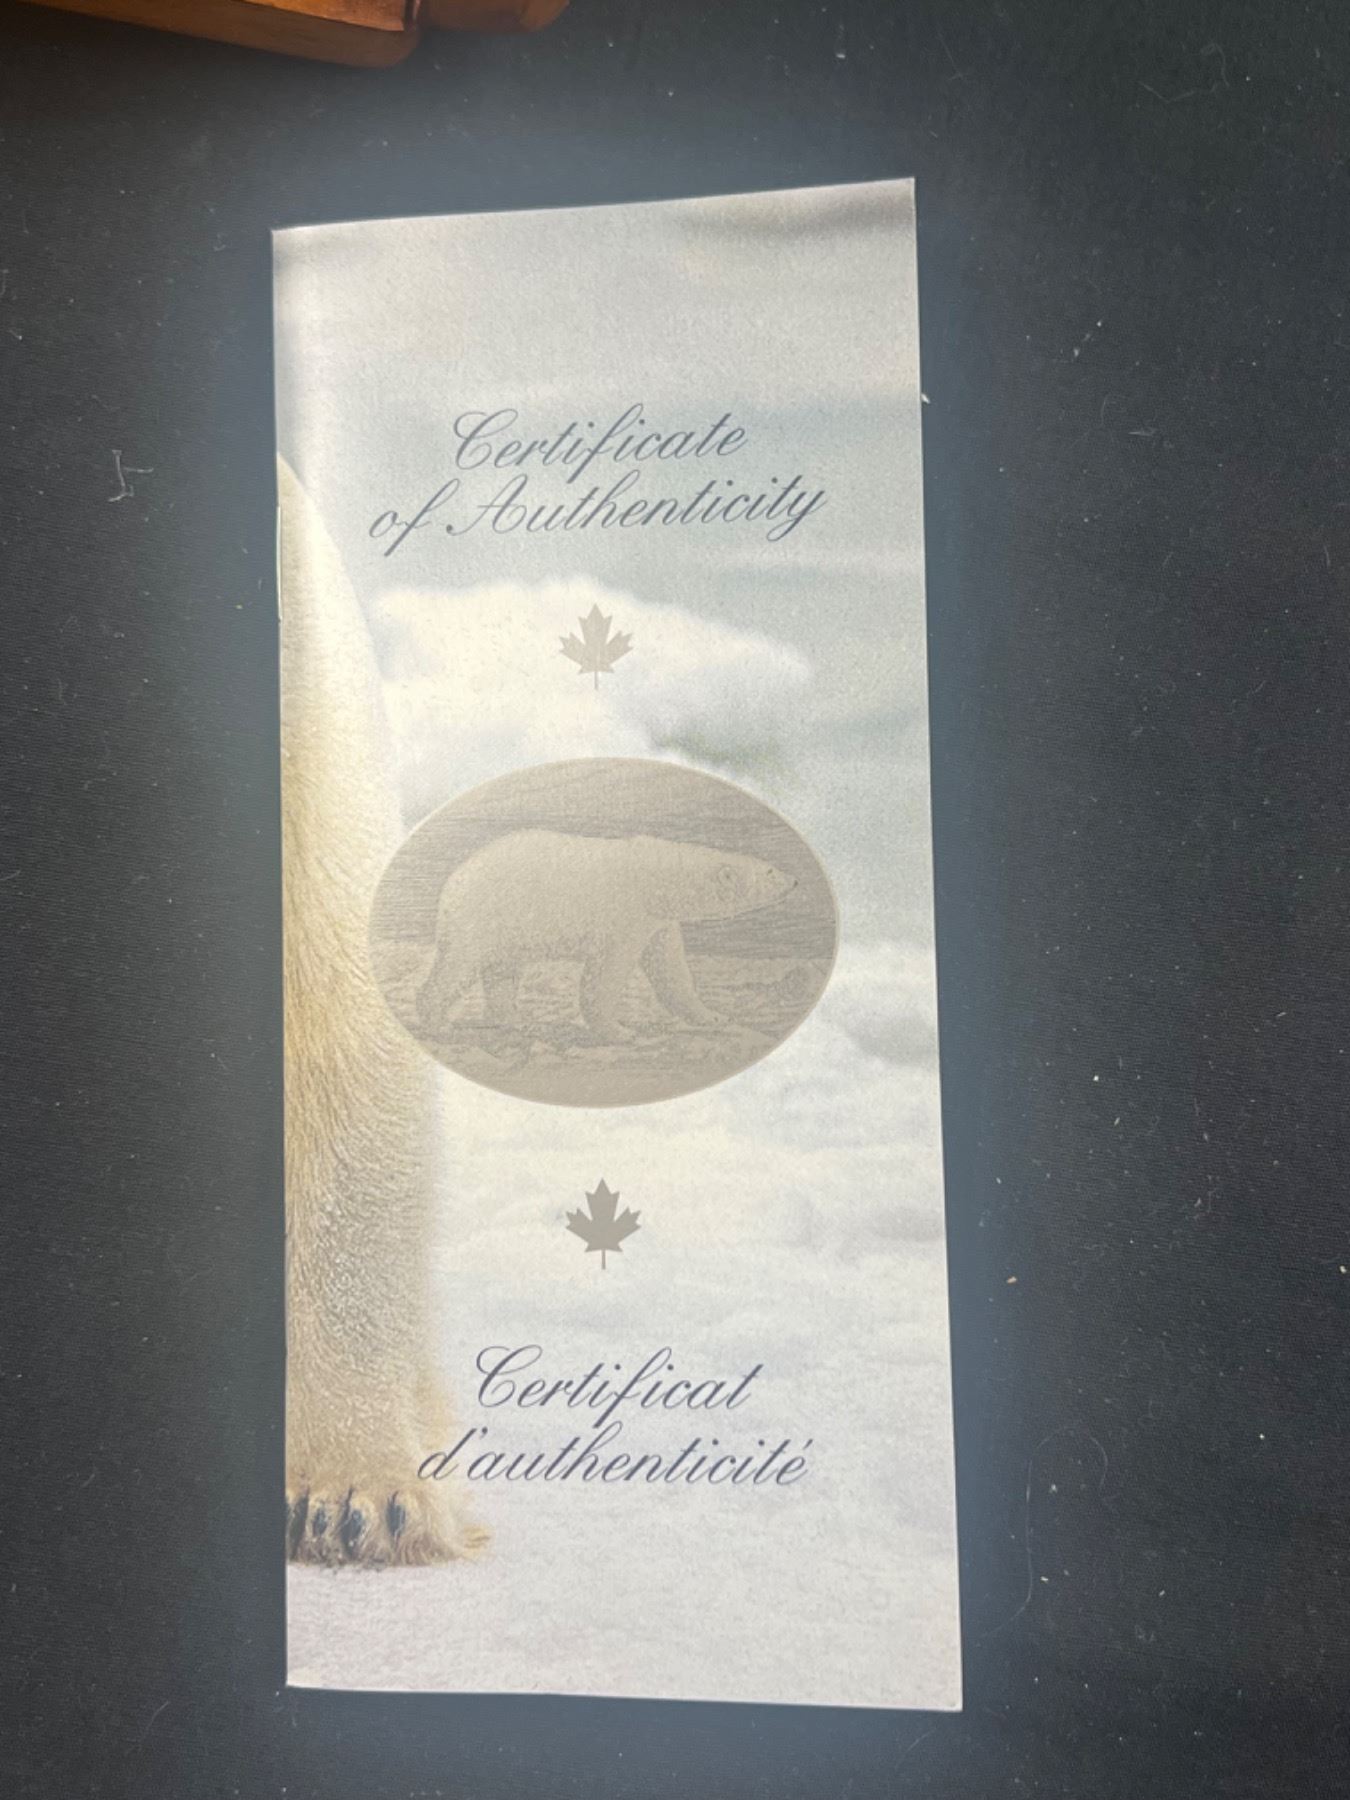 Certificate
of Authenticity
Certificat
d'authenticité